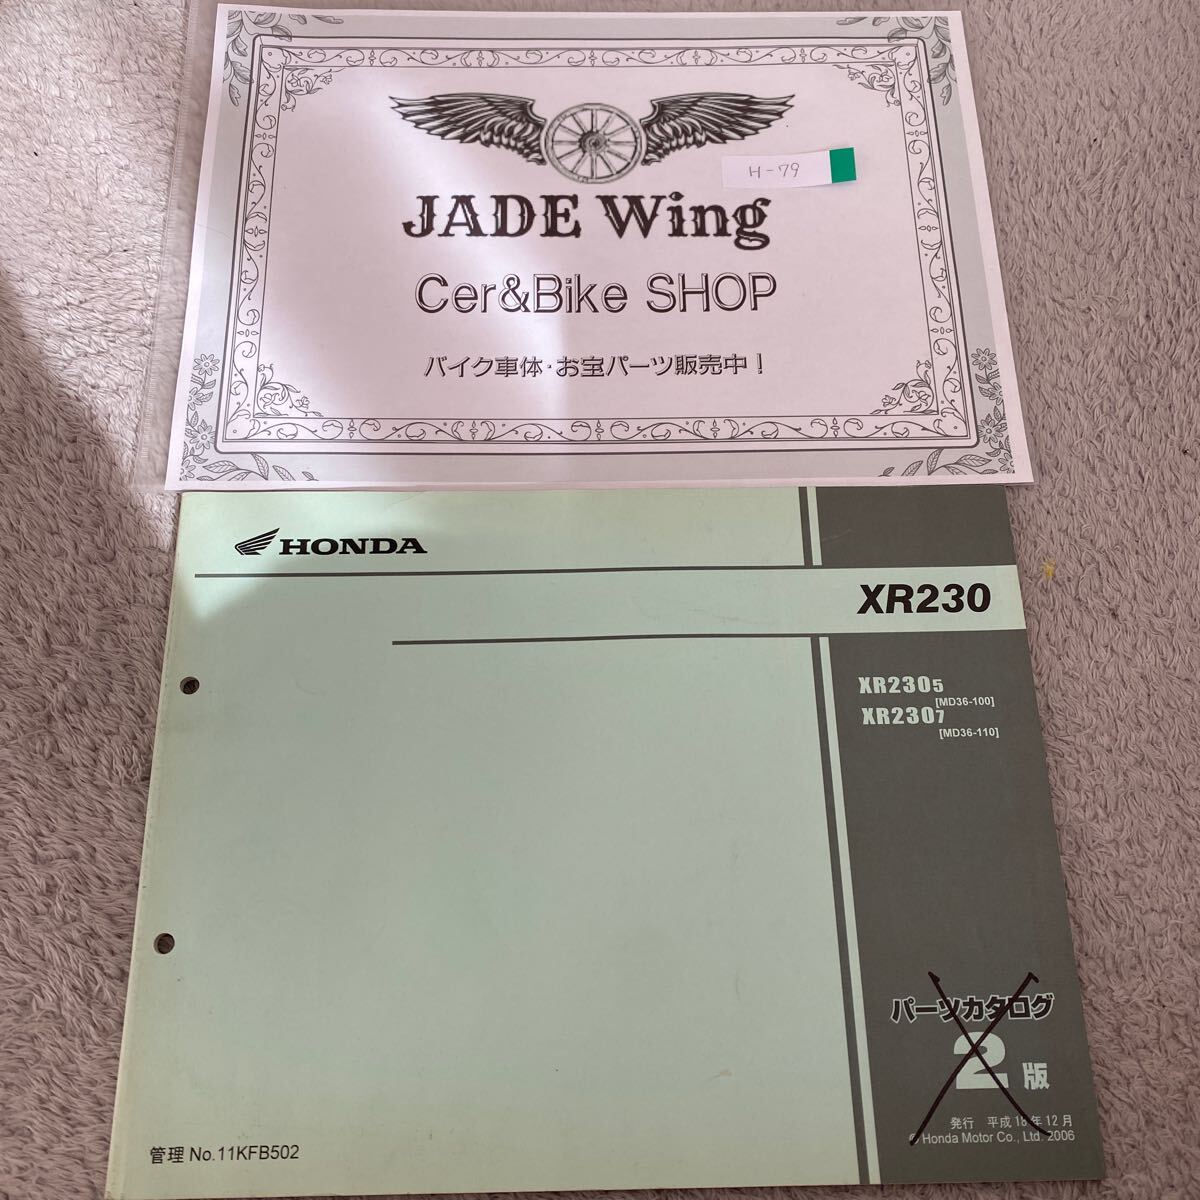 H-79
JADE Wing
Cer&Bike SHOP
バイク車体・お宝パーツ販売中！
HONDA
XR230
XR2305
[MD36-100]
XR2307
[MD36-110]
パーツカタログ
2版
発行 平成18年12月
© Honda Motor Co., Ltd. 2006
管理 No.11KFB502